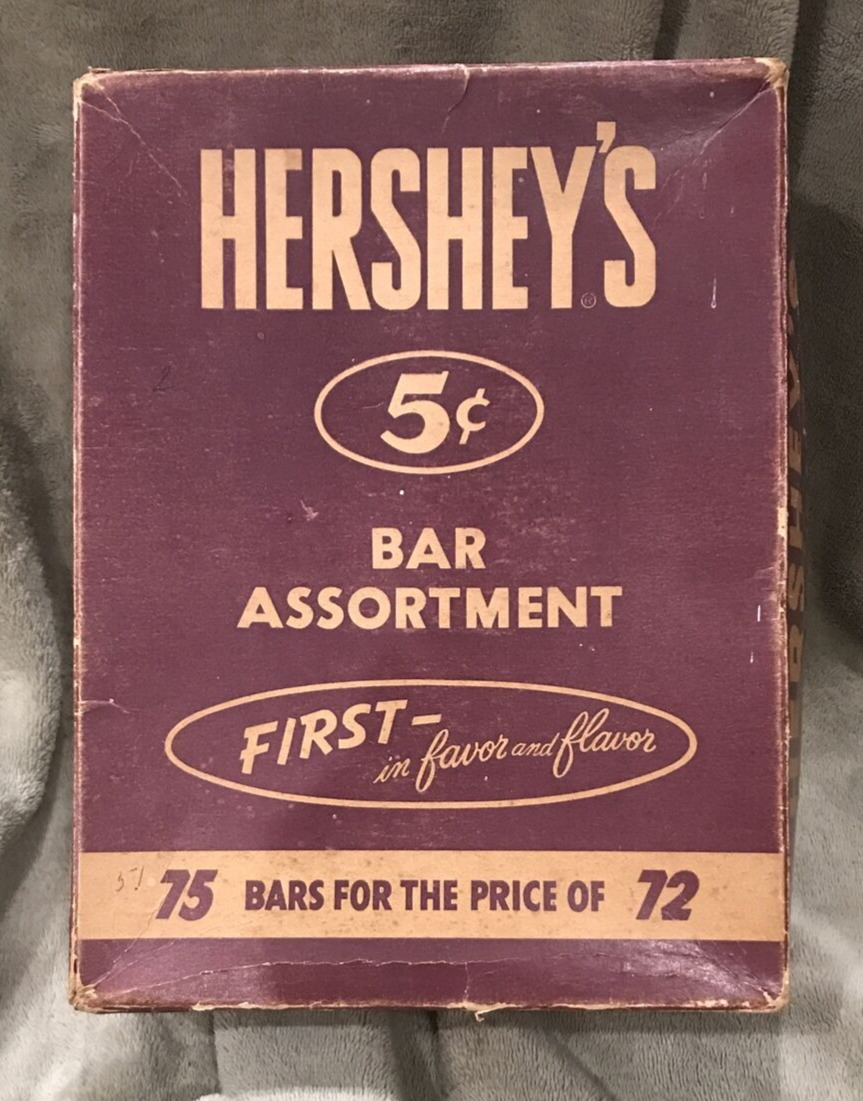 HERSHEY'S®
5¢
BAR
ASSORTMENT
FIRST–
in favor and flavor
75 BARS FOR THE PRICE OF 72